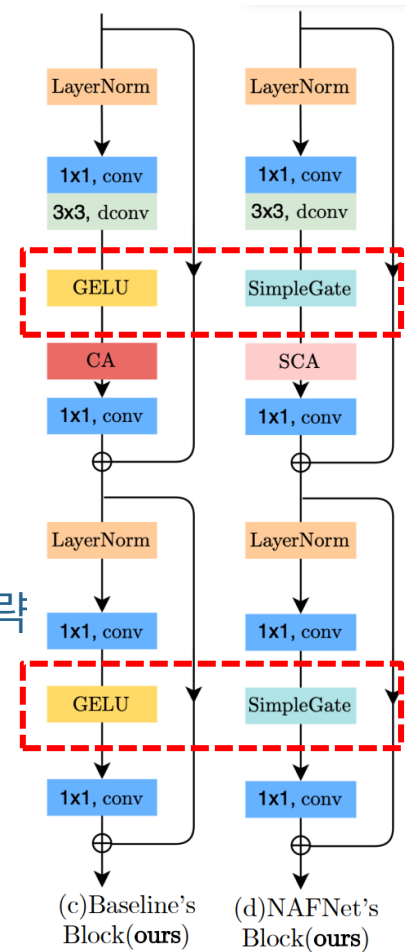 LayerNorm
1x1, conv
3x3, dconv
GELU
CA
1x1, conv
LayerNorm
1x1, conv
GELU
1x1, conv
(c)Baseline's
Block(ours)
LayerNorm
1x1, conv
3x3, dconv
SimpleGate
SCA
1x1, conv
LayerNorm
1x1, conv
SimpleGate
1x1, conv
(d)NAFNet's
Block(ours)
략